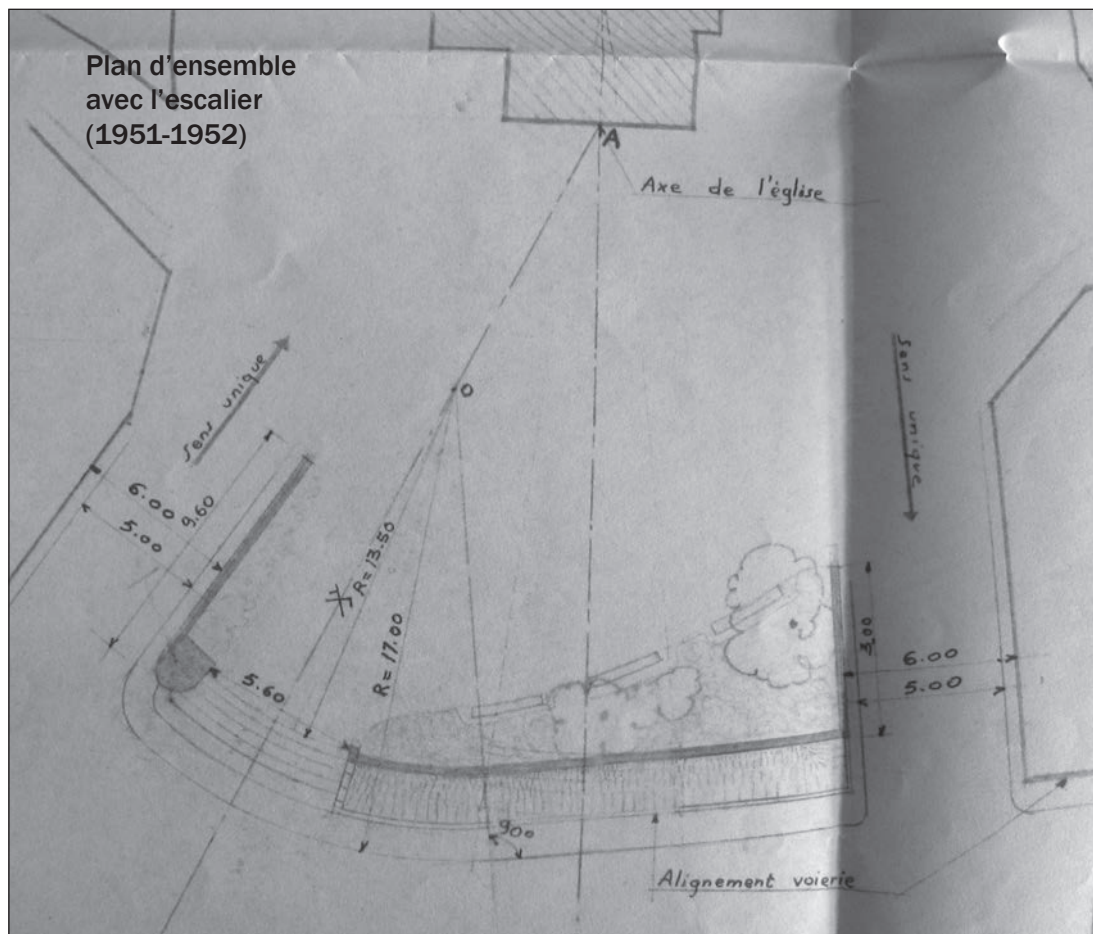 Plan d'ensemble
avec l'escalier
(1951-1952)
A
Axe de l'église
O
Sens unique
Sens unique
6.00
9.60
5.00
R=13.50
R=17.00
5.60
3,00
6.00
5.00
900
Alignement voierie